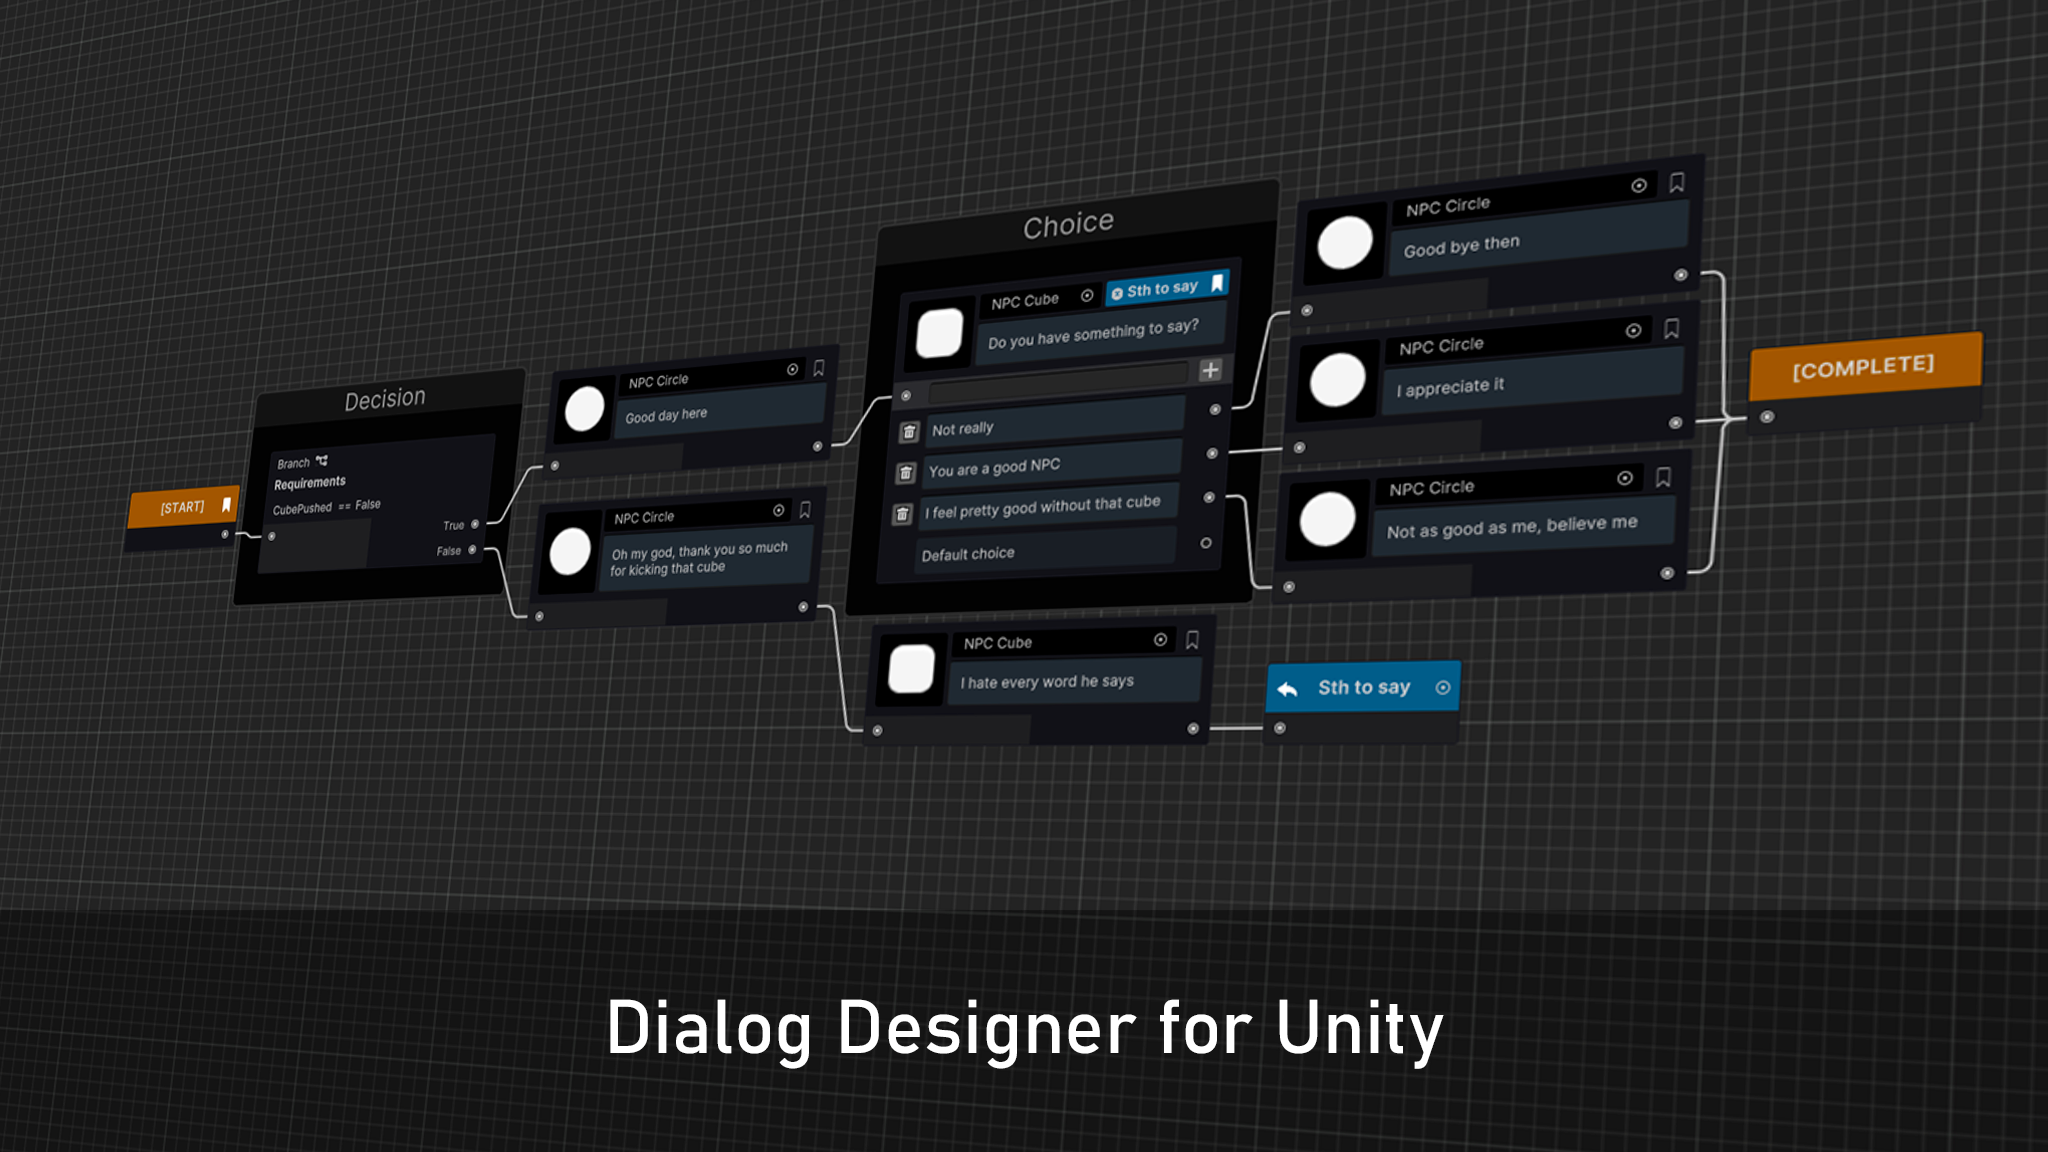 [START]
Decision
Branch
Requirements
CubePushed == False
True
False
NPC Circle
Good day here
NPC Circle
Oh my god, thank you so much
for kicking that cube
Choice
NPC Cube
Sth to say
Do you have something to say?
Not really
You are a good NPC
I feel pretty good without that cube
Default choice
NPC Cube
I hate every word he says
Sth to say
NPC Circle
Good bye then
NPC Circle
I appreciate it
NPC Circle
Not as good as me, believe me
[COMPLETE]
Dialog Designer for Unity